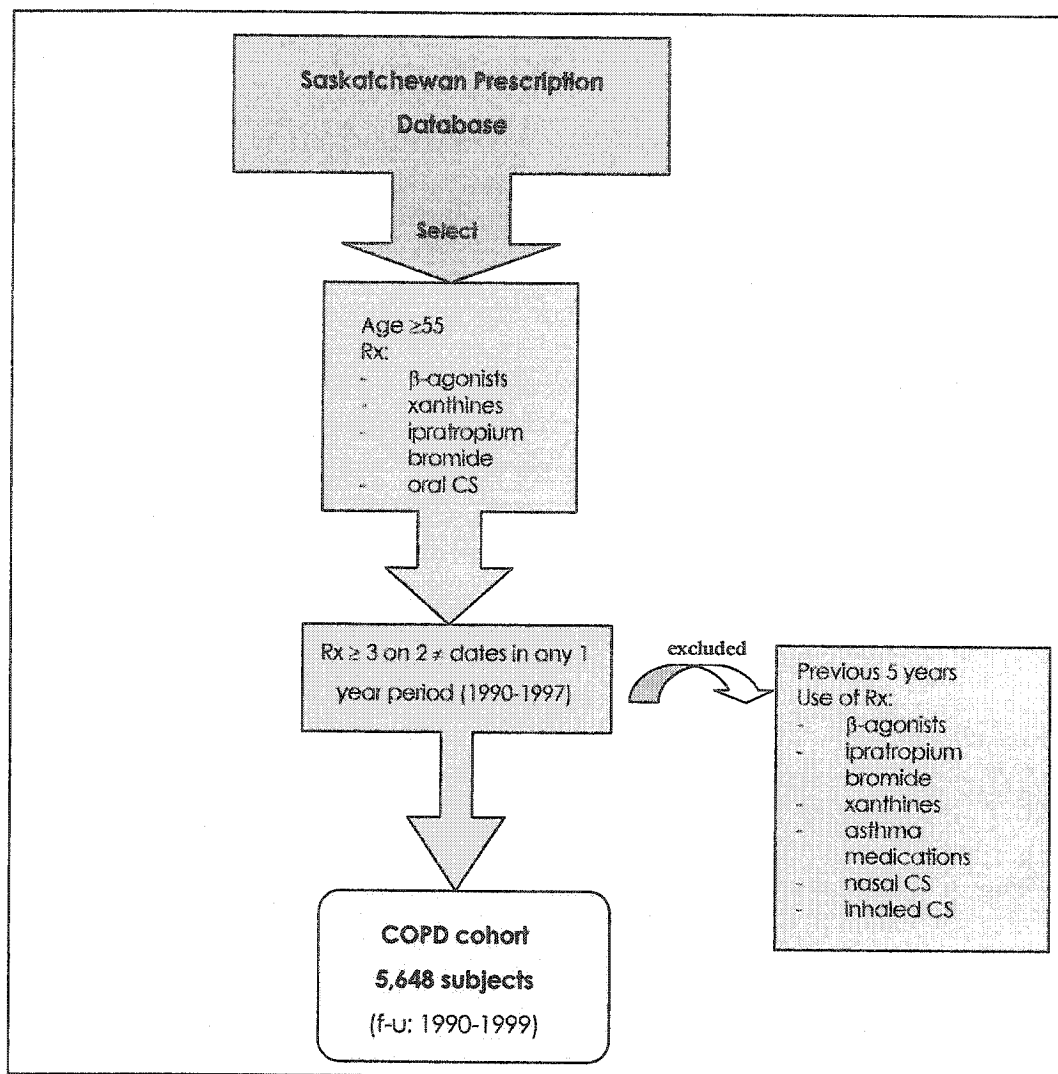 Saskatchewan Prescription
Database
Select
Age ≥55
Rx:
- β-agonists
- xanthines
- ipratropium
bromide
- oral CS
Rx ≥ 3 on 2 ≠ dates in any 1
year period (1990-1997)
excluded
Previous 5 years
Use of Rx:
- β-agonists
- ipratropium
bromide
- xanthines
- asthma
medications
- nasal CS
- inhaled CS
COPD cohort
5,648 subjects
(f-u: 1990-1999)